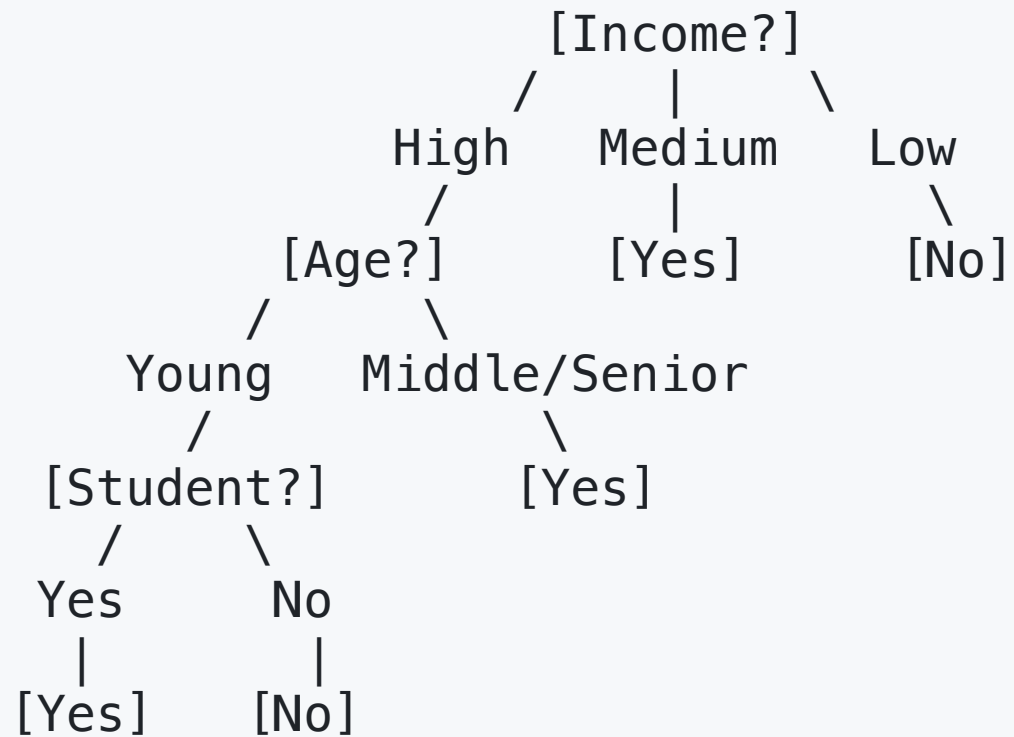 [Income?]
/ | \
High Medium Low
/ | \
[Age?] [Yes] [No]
/ \
Young Middle/Senior
/ \
[Student?] [Yes]
/ \
Yes No
| |
[Yes] [No]